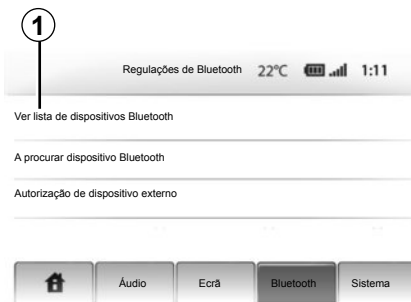 1
Regulações de Bluetooth 22°C 1:11
Ver lista de dispositivos Bluetooth
A procurar dispositivo Bluetooth
Autorização de dispositivo externo
Áudio Ecrã Bluetooth Sistema